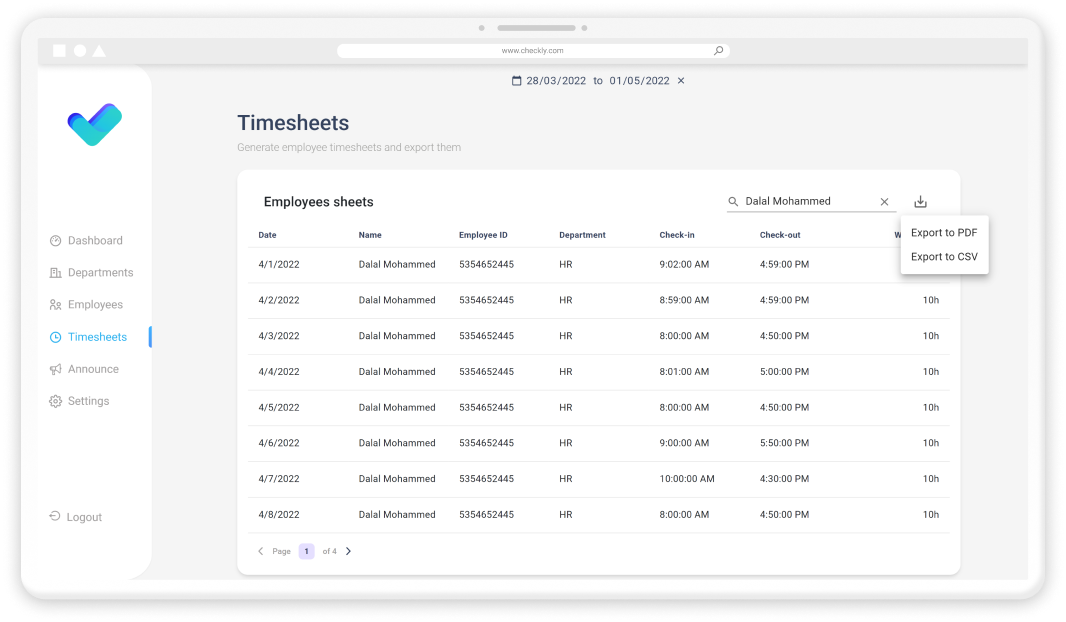 www.checkiy.com
28/03/2022 to 01/05/2022
Timesheets
Generate employee timesheets and export them
Dashboard
Departments
Employees
Timesheets
Announce
Settings
Logout
Employees sheets
Dalal Mohammed
Export to PDF
Export to CSV
Date Name Employee ID Department Check-in Check-out
4/1/2022 Dalal Mohammed 5354652445 HR 9:02:00 AM 4:59:00 PM
4/2/2022 Dalal Mohammed 5354652445 HR 8:59:00 AM 4:59:00 PM 10h
4/3/2022 Dalal Mohammed 5354652445 HR 8:00:00 AM 4:50:00 PM 10h
4/4/2022 Dalal Mohammed 5354652445 HR 8:01:00 AM 5:00:00 PM 10h
4/5/2022 Dalal Mohammed 5354652445 HR 8:00:00 AM 4:50:00 PM 10h
4/6/2022 Dalal Mohammed 5354652445 HR 9:00:00 AM 5:50:00 PM 10h
4/7/2022 Dalal Mohammed 5354652445 HR 10:00:00 AM 4:30:00 PM 10h
4/8/2022 Dalal Mohammed 5354652445 HR 8:00:00 AM 4:50:00 PM 10h
Page 1 of 4